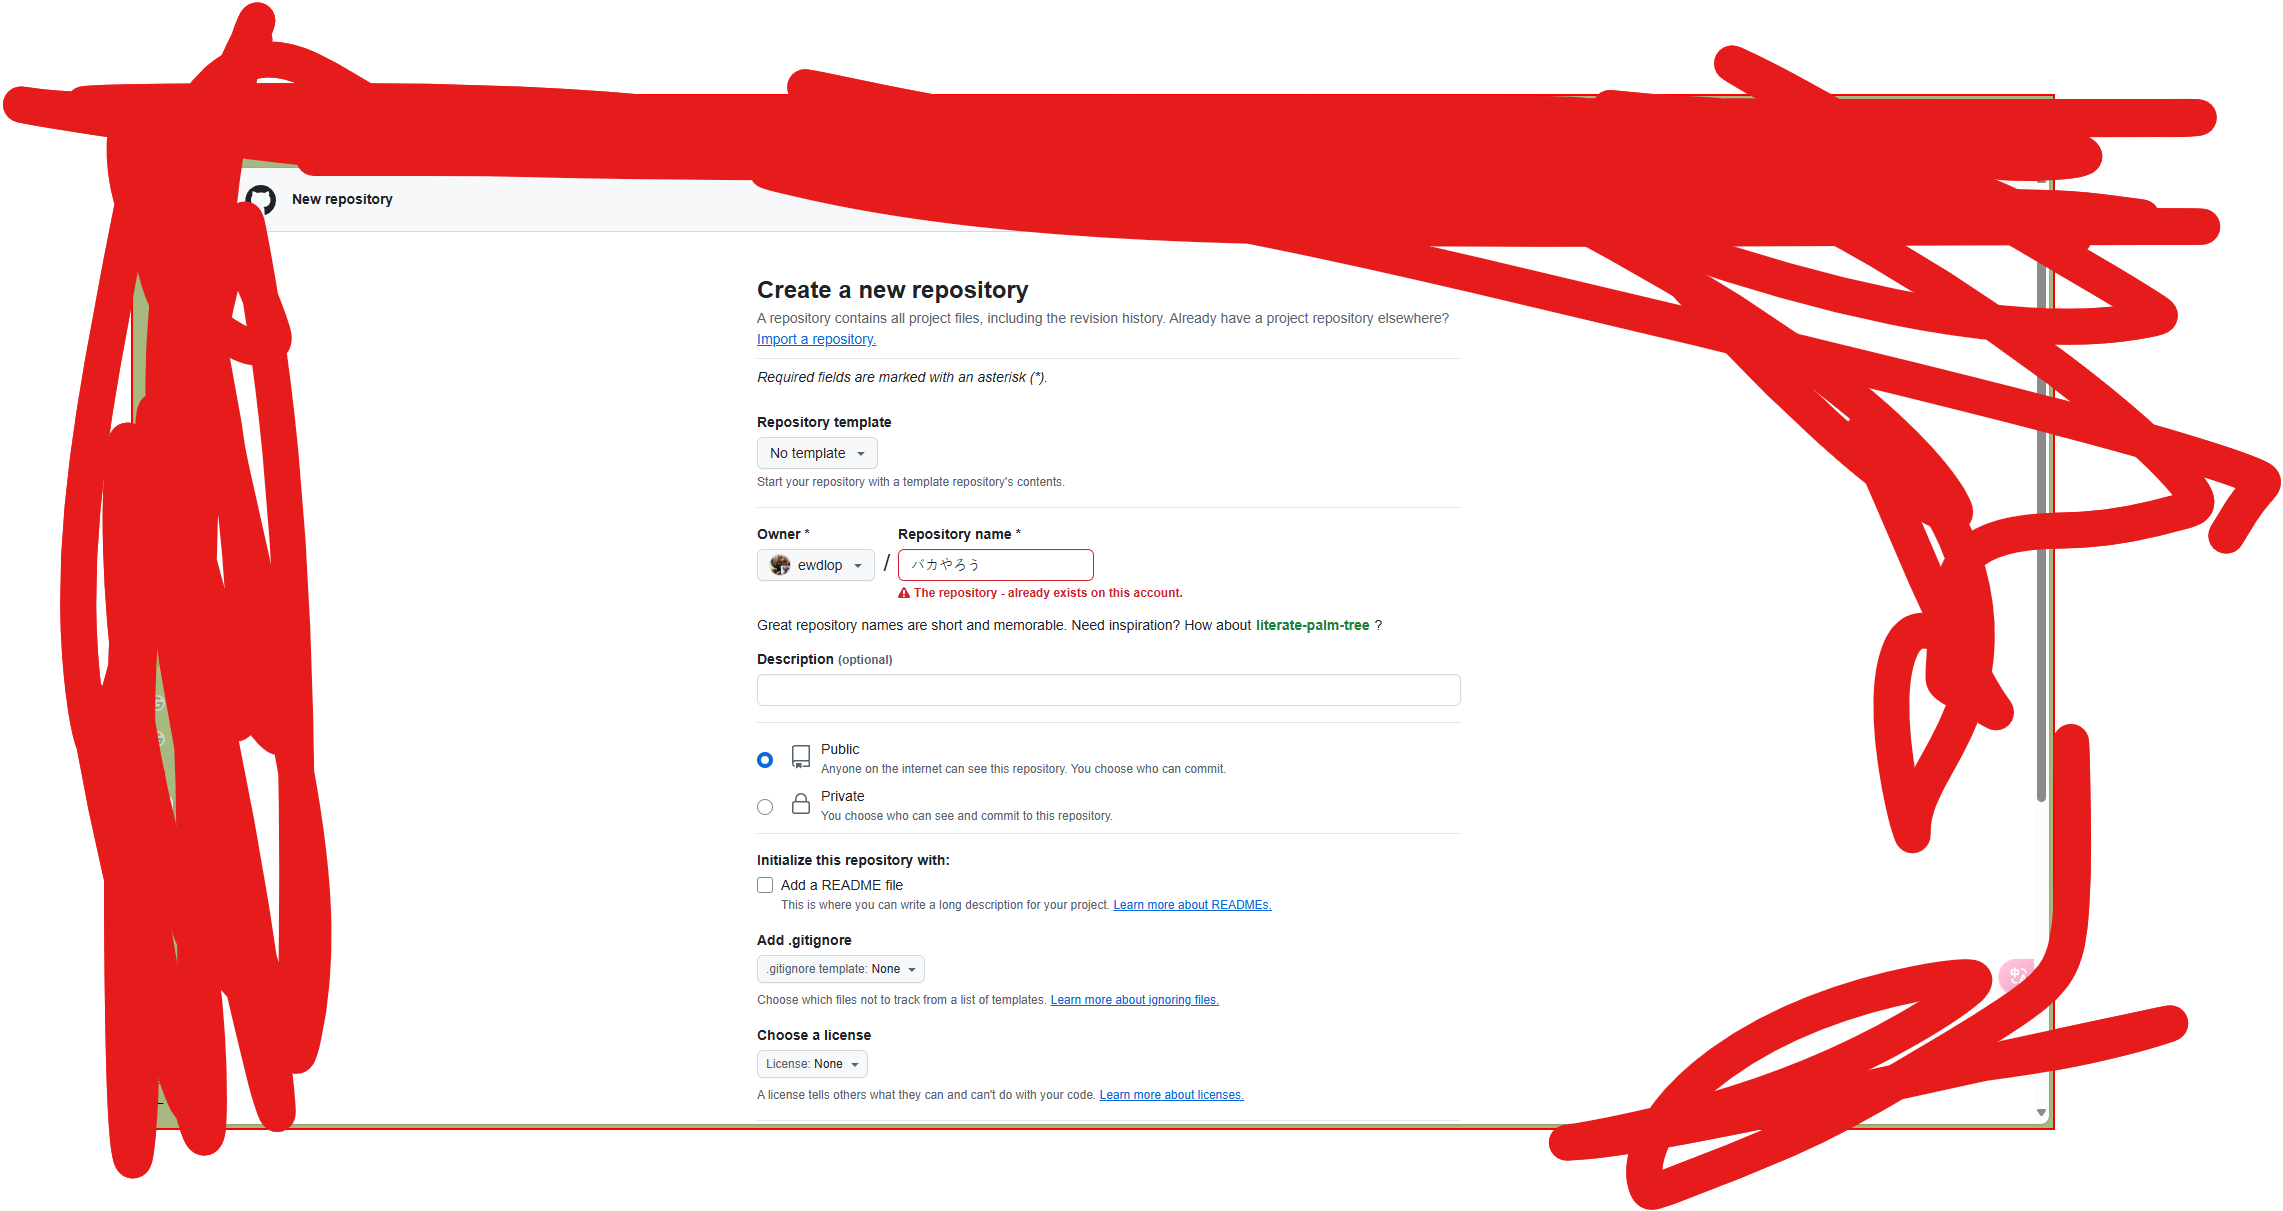 New repository
Create a new repository
A repository contains all project files, including the revision history. Already have a project repository elsewhere?
Import a repository.
Required fields are marked with an asterisk (*).
Repository template
No template
Start your repository with a template repository's contents.
Owner *
Repository name *
ewdlop
/
バカやろう
The repository - already exists on this account.
Great repository names are short and memorable. Need inspiration? How about literate-palm-tree ?
Description (optional)
Public
Anyone on the internet can see this repository. You choose who can commit.
Private
You choose who can see and commit to this repository.
Initialize this repository with:
Add a README file
This is where you can write a long description for your project. Learn more about READMEs.
Add .gitignore
.gitignore template: None
Choose which files not to track from a list of templates. Learn more about ignoring files.
Choose a license
License: None
A license tells others what they can and can't do with your code. Learn more about licenses.